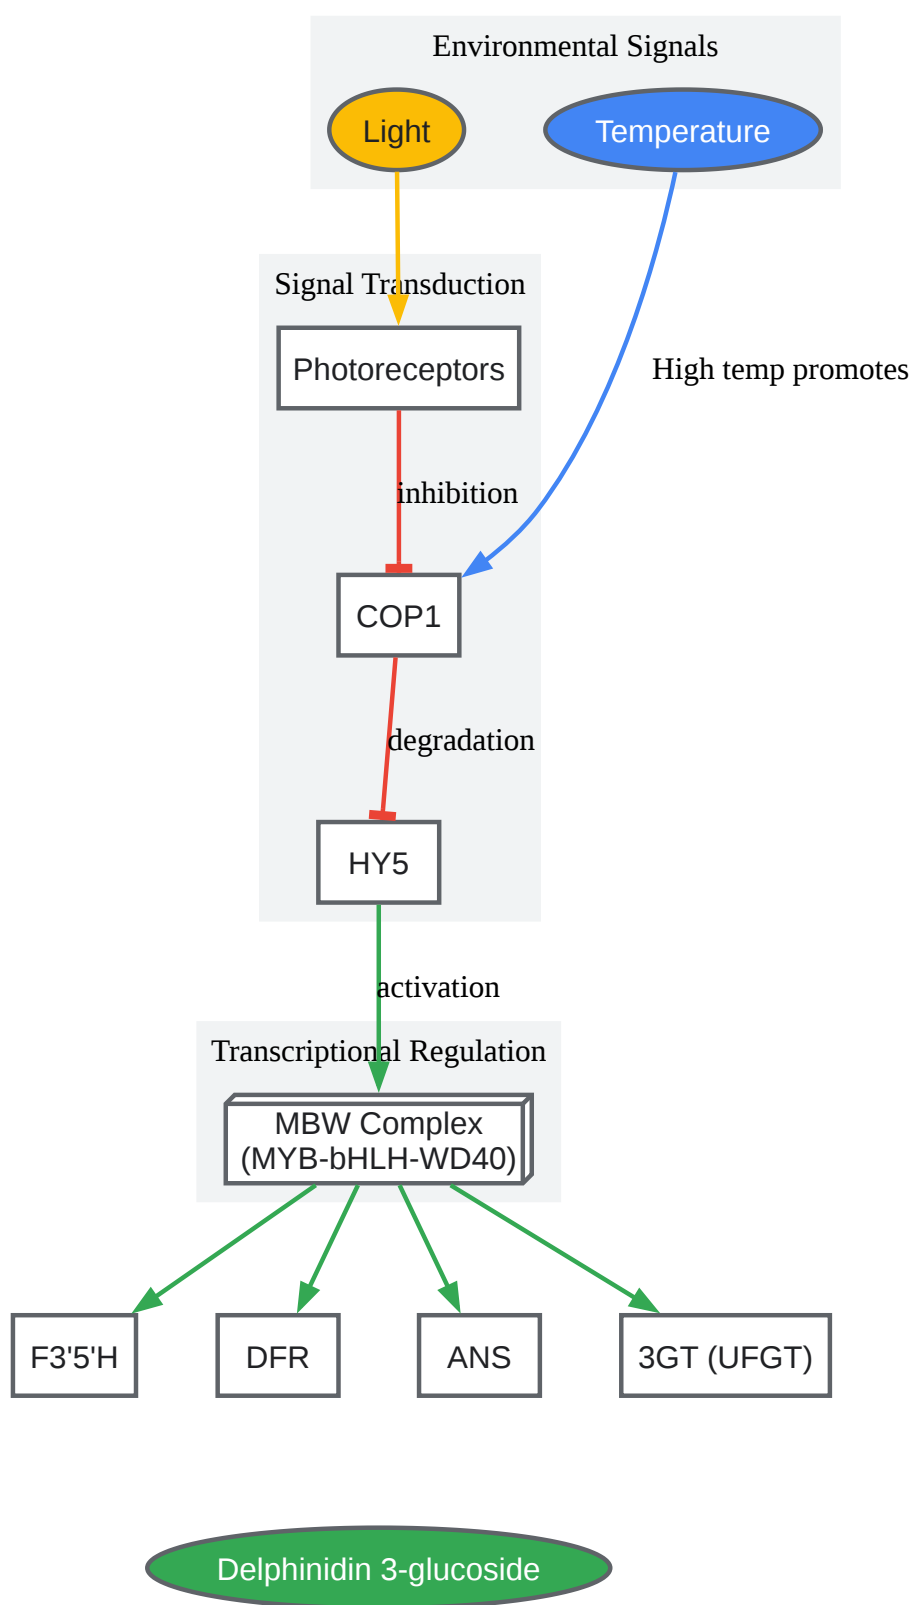 Environmental Signals
Light
Temperature
Signal Transduction
Photoreceptors
High temp promotes
inhibition
COP1
degradation
HY5
activation
Transcriptional Regulation
MBW Complex
(MYB-bHLH-WD40)
F3'5'H
DFR
ANS
3GT (UFGT)
Delphinidin 3-glucoside